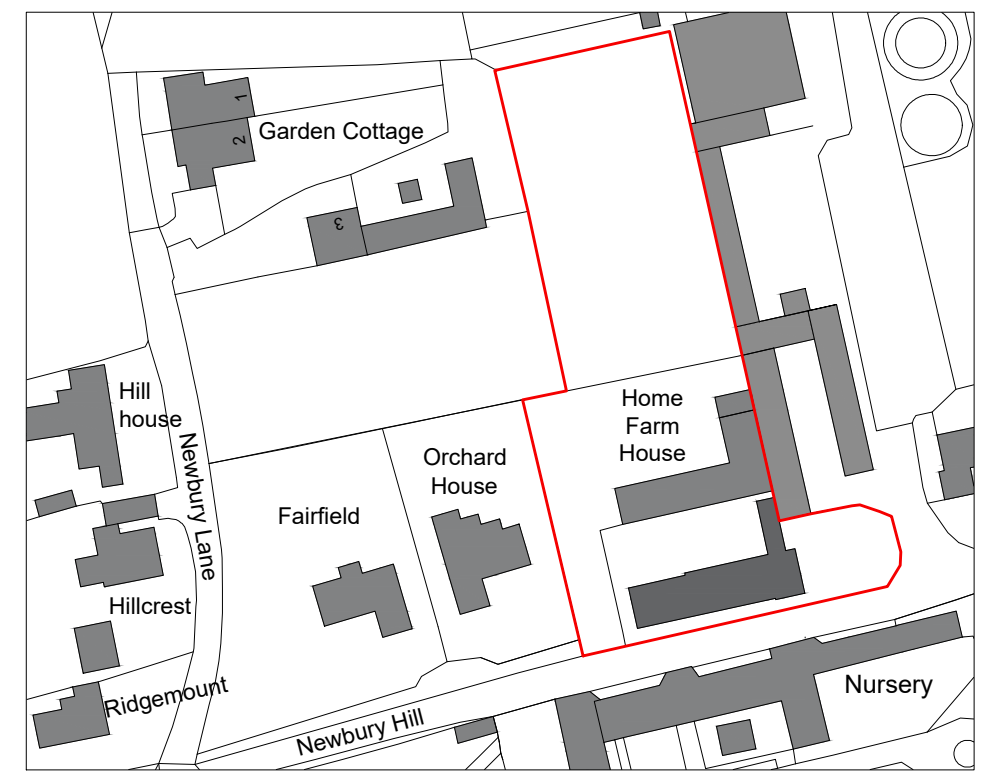 1
2
Garden Cottage
3
Hill
house
Newbury Lane
Home
Farm
House
Orchard
House
Fairfield
Hillcrest
Ridgemount
Newbury Hill
Nursery